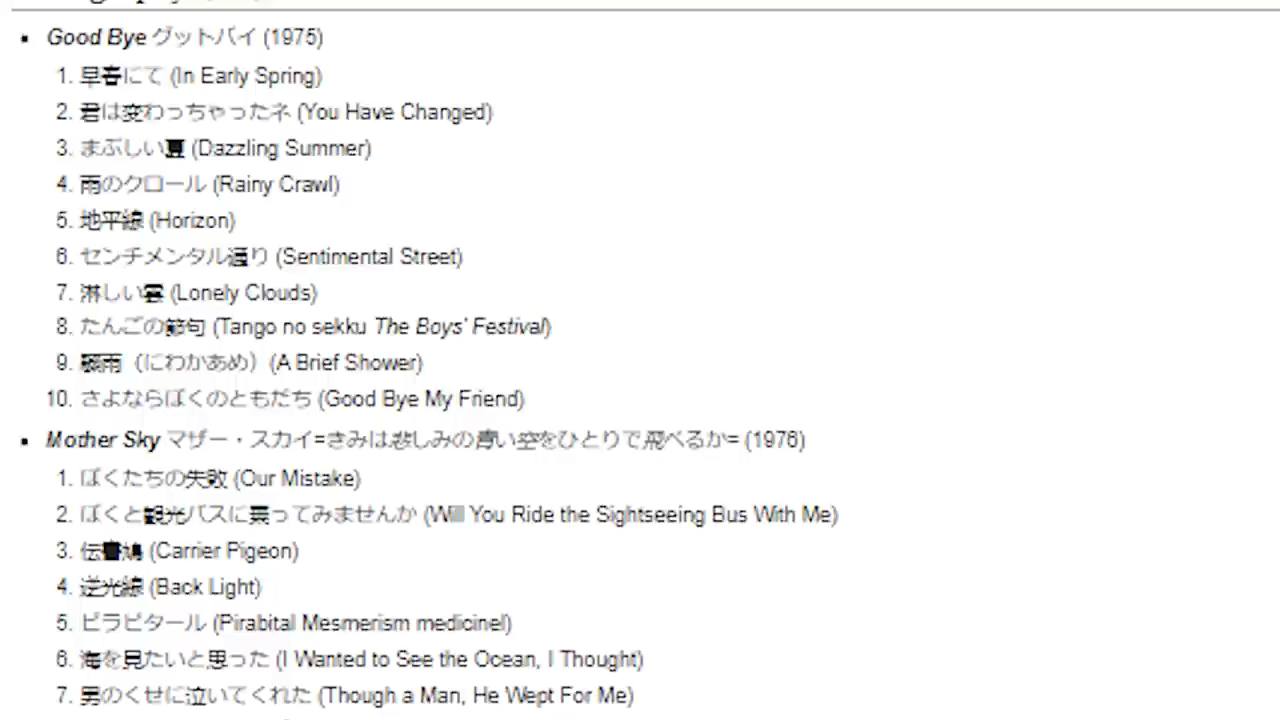 Good Bye グットバイ (1975)
1. 早春にて (In Early Spring)
2. 君は変わっちゃったネ (You Have Changed)
3. まぶしい夏 (Dazzling Summer)
4. 雨のクロール (Rainy Crawl)
5. 地平線 (Horizon)
6. センチメンタル通り (Sentimental Street)
7. 淋しい雲 (Lonely Clouds)
8. たんごの節句 (Tango no sekku The Boys' Festival)
9. 驟雨（にわかあめ）(A Brief Shower)
10. さよならぼくのともだち (Good Bye My Friend)
Mother Sky マザー・スカイ=きみは悲しみの青い空をひとりで飛べるか= (1976)
1. ぼくたちの失敗 (Our Mistake)
2. ぼくと観光バスに乗ってみませんか (Will You Ride the Sightseeing Bus With Me)
3. 伝書鳩 (Carrier Pigeon)
4. 逆光線 (Back Light)
5. ピラビタール (Pirabital Mesmerism medicinel)
6. 海を見たいと思った (I Wanted to See the Ocean, I Thought)
7. 男のくせに泣いてくれた (Though a Man, He Wept For Me)